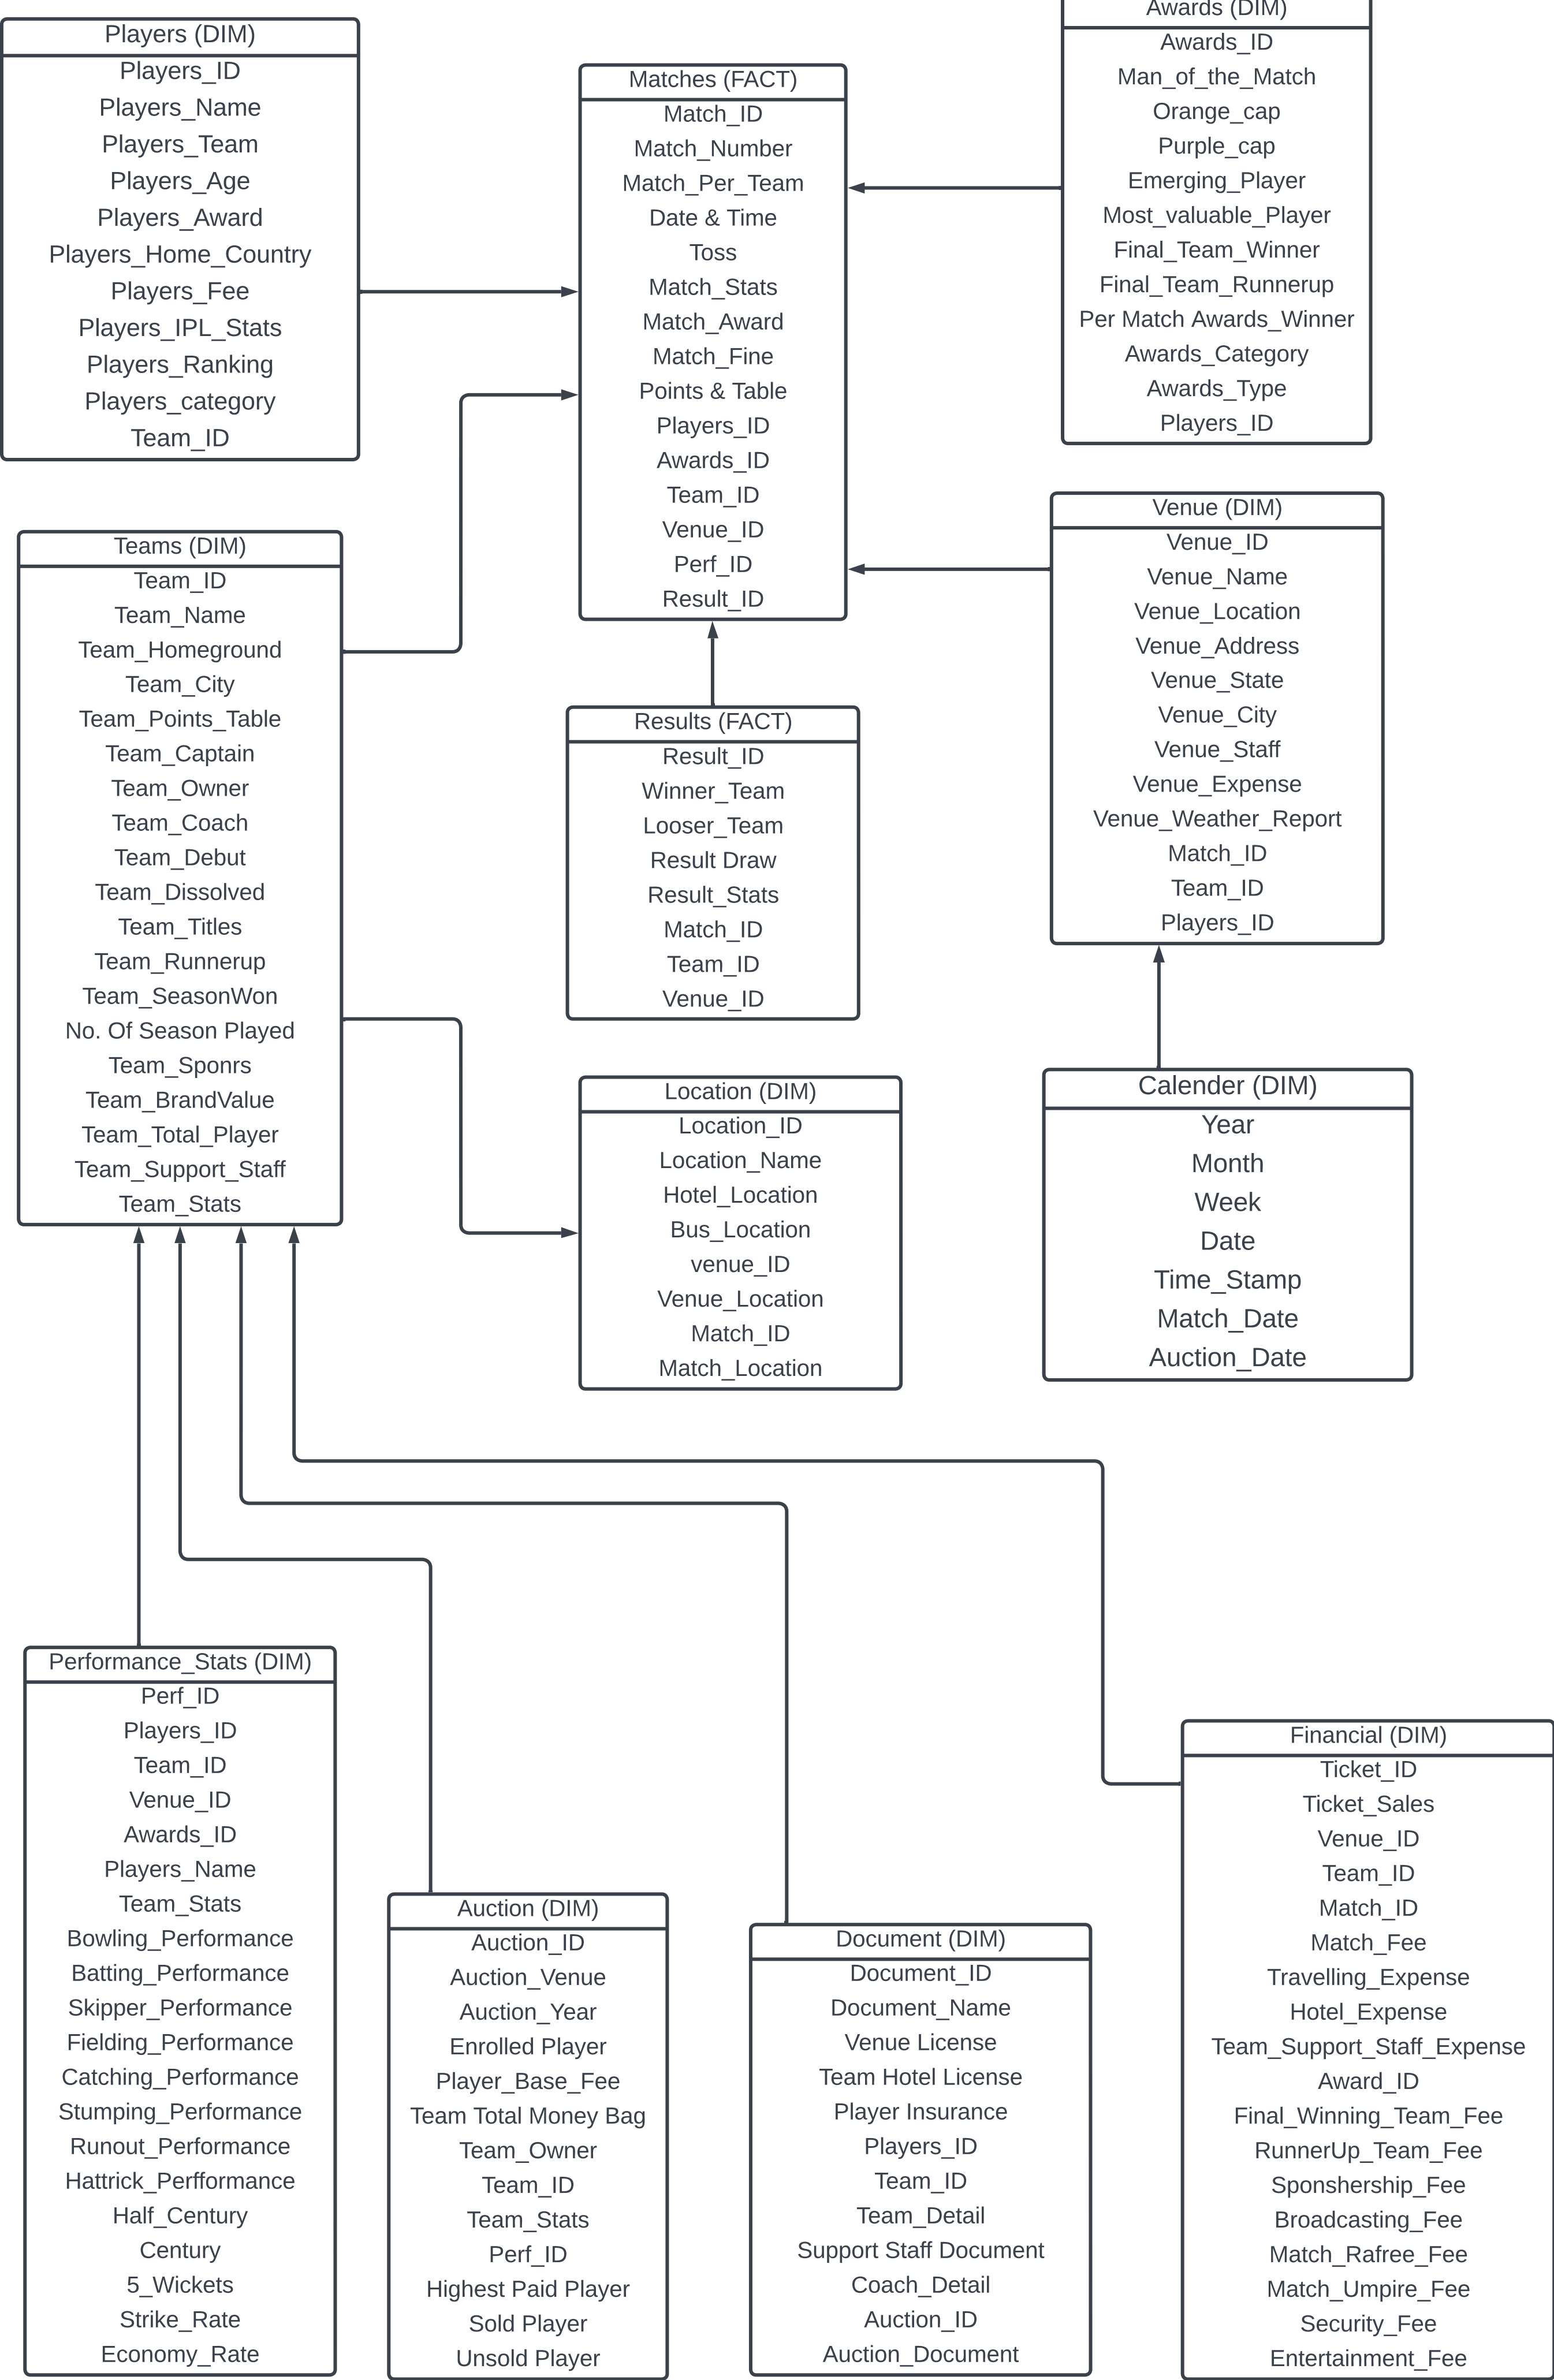 Players (DIM)
Players_ID
Players_Name
Players_Team
Players_Age
Players_Award
Players_Home_Country
Players_Fee
Players_IPL_Stats
Players_Ranking
Players_category
Team_ID
Matches (FACT)
Match_ID
Match_Number
Match_Per_Team
Date & Time
Toss
Match_Stats
Match_Award
Match_Fine
Points & Table
Players_ID
Awards_ID
Team_ID
Venue_ID
Perf_ID
Result_ID
Awards (DIM)
Awards_ID
Man_of_the_Match
Orange_cap
Purple_cap
Emerging_Player
Most_valuable_Player
Final_Team_Winner
Final_Team_Runnerup
Per Match Awards_Winner
Awards_Category
Awards_Type
Players_ID
Teams (DIM)
Team_ID
Team_Name
Team_Homeground
Team_City
Team_Points_Table
Team_Captain
Team_Owner
Team_Coach
Team_Debut
Team_Dissolved
Team_Titles
Team_Runnerup
Team_SeasonWon
No. Of Season Played
Team_Sponrs
Team_BrandValue
Team_Total_Player
Team_Support_Staff
Team_Stats
Results (FACT)
Result_ID
Winner_Team
Looser_Team
Result Draw
Result_Stats
Match_ID
Team_ID
Venue_ID
Venue (DIM)
Venue_ID
Venue_Name
Venue_Location
Venue_Address
Venue_State
Venue_City
Venue_Staff
Venue_Expense
Venue_Weather_Report
Match_ID
Team_ID
Players_ID
Location (DIM)
Location_ID
Location_Name
Hotel_Location
Bus_Location
venue_ID
Venue_Location
Match_ID
Match_Location
Calender (DIM)
Year
Month
Week
Date
Time_Stamp
Match_Date
Auction_Date
Performance_Stats (DIM)
Perf_ID
Players_ID
Team_ID
Venue_ID
Awards_ID
Players_Name
Team_Stats
Bowling_Performance
Batting_Performance
Skipper_Performance
Fielding_Performance
Catching_Performance
Stumping_Performance
Runout_Performance
Hattrick_Perfformance
Half_Century
Century
5_Wickets
Strike_Rate
Economy_Rate
Auction (DIM)
Auction_ID
Auction_Venue
Auction_Year
Enrolled Player
Player_Base_Fee
Team Total Money Bag
Team_Owner
Team_ID
Team_Stats
Perf_ID
Highest Paid Player
Sold Player
Unsold Player
Document (DIM)
Document_ID
Document_Name
Venue License
Team Hotel License
Player Insurance
Players_ID
Team_ID
Team_Detail
Support Staff Document
Coach_Detail
Auction_ID
Auction_Document
Financial (DIM)
Ticket_ID
Ticket_Sales
Venue_ID
Team_ID
Match_ID
Match_Fee
Travelling_Expense
Hotel_Expense
Team_Support_Staff_Expense
Award_ID
Final_Winning_Team_Fee
RunnerUp_Team_Fee
Sponshership_Fee
Broadcasting_Fee
Match_Rafree_Fee
Match_Umpire_Fee
Security_Fee
Entertainment_Fee